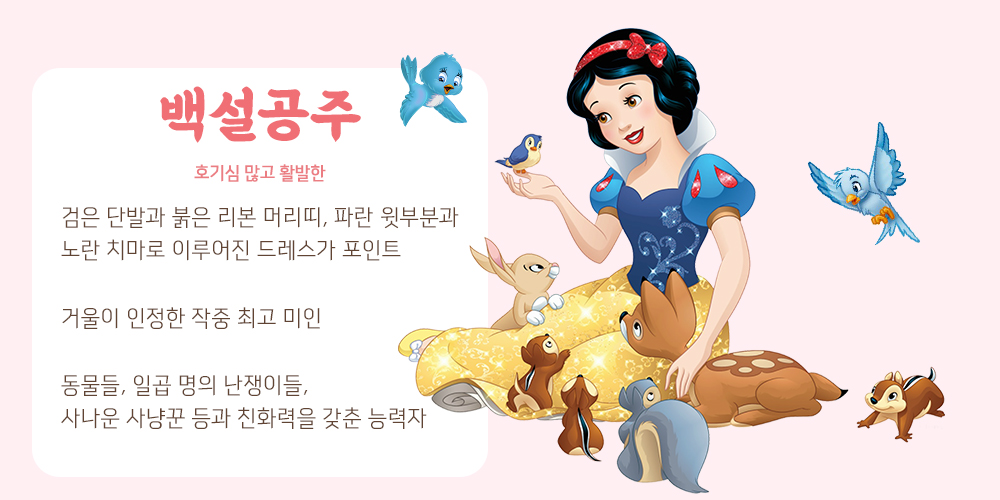 백설공주
호기심 많고 활발한
검은 단발과 붉은 리본 머리띠, 파란 윗부분과
노란 치마로 이루어진 드레스가 포인트
거울이 인정한 작중 최고 미인
동물들, 일곱 명의 난쟁이들,
사나운 사냥꾼 등과 친화력을 갖춘 능력자